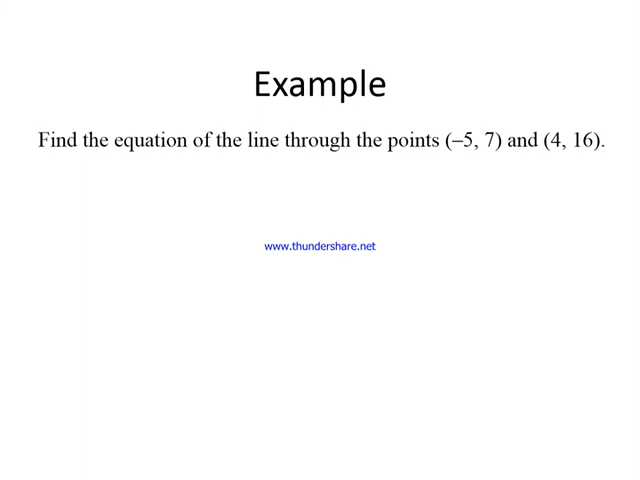 Example
Find the equation of the line through the points (−5, 7) and (4, 16).
www.thundershare.net